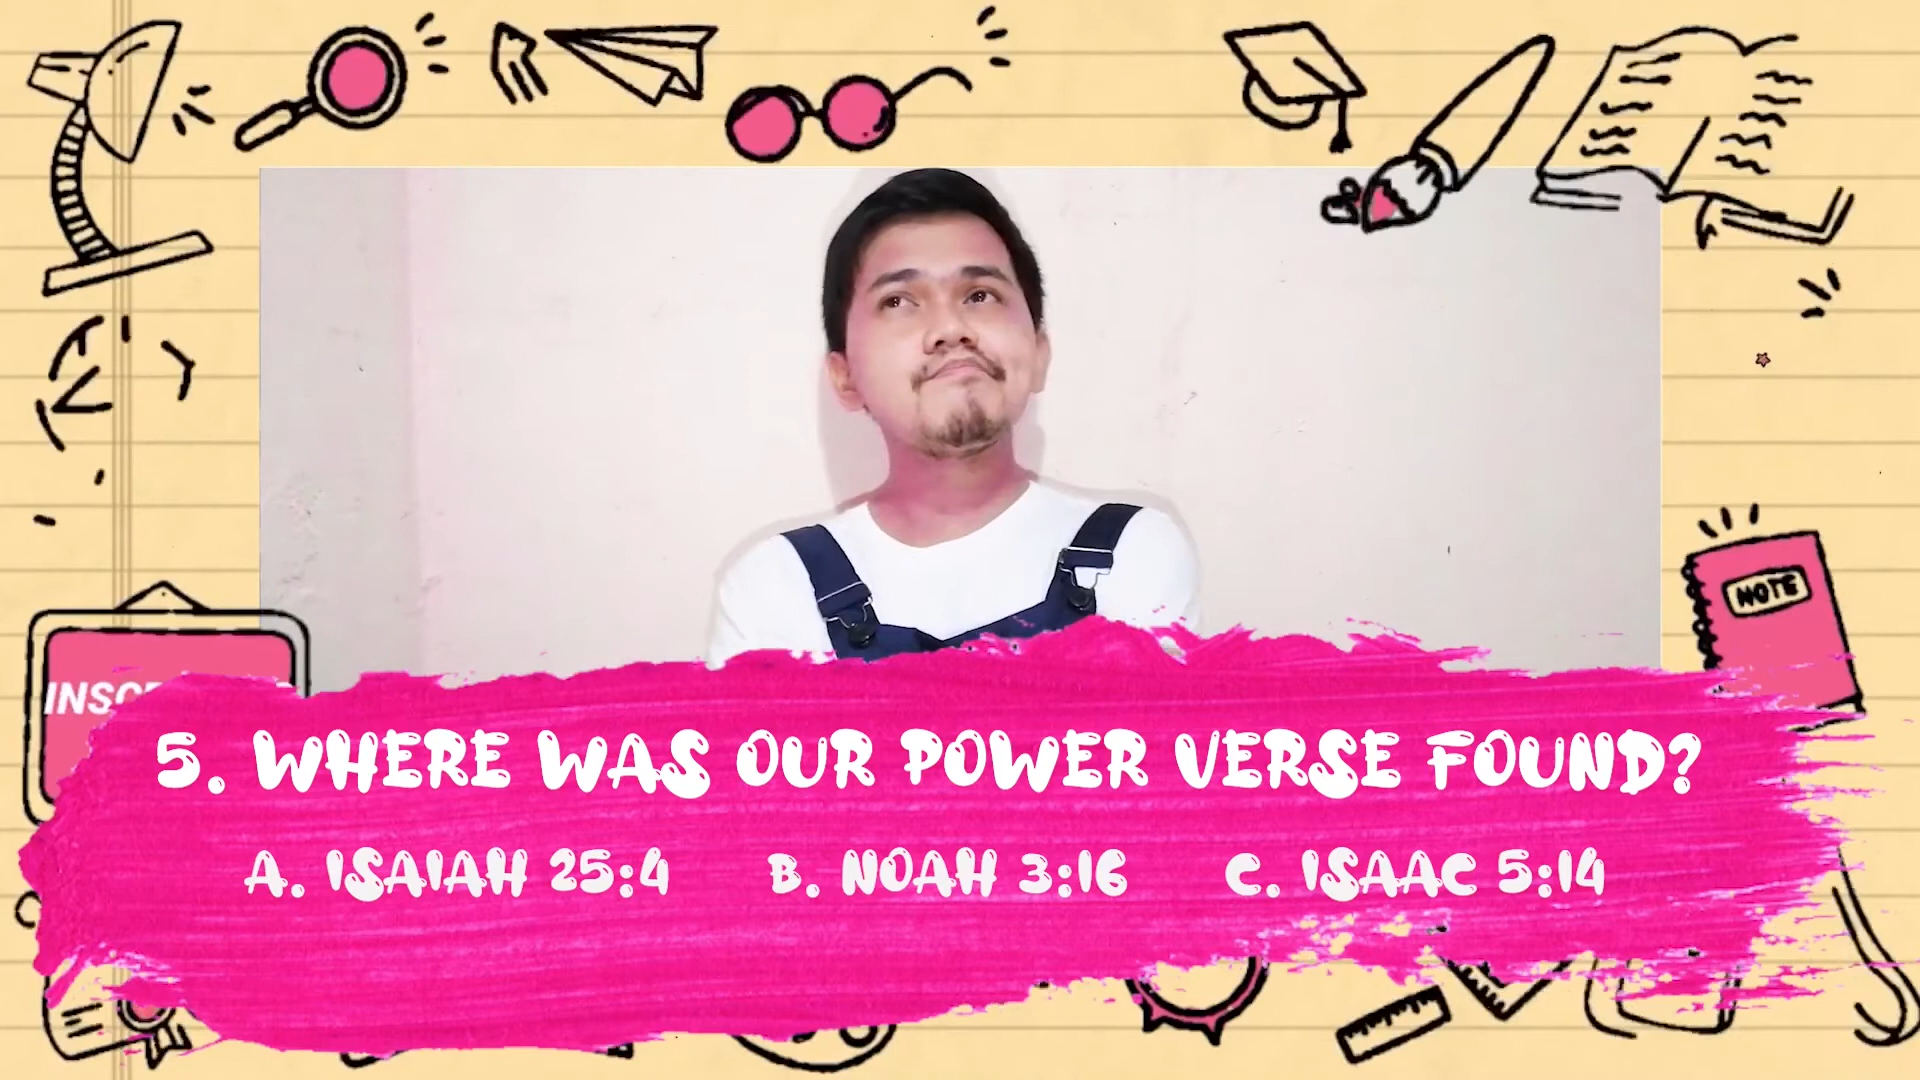 NOTE
5. WHERE WAS OUR POWER VERSE FOUND?
A. ISAIAH 25:4 B. NOAH 3:16 C. ISAAC 5:14